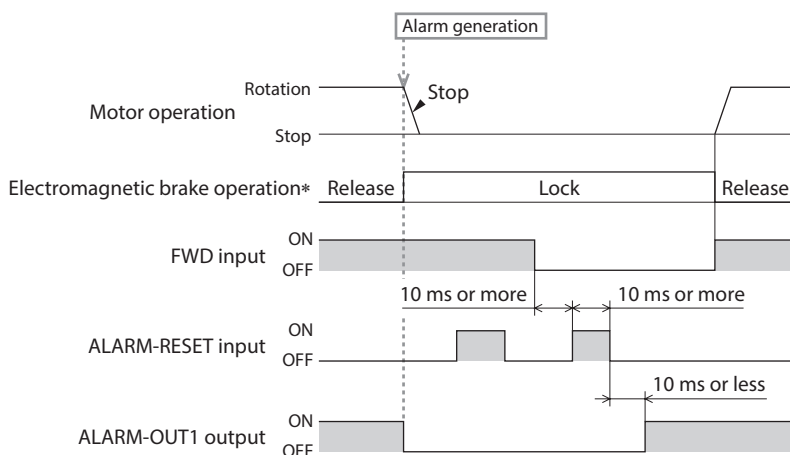 Alarm generation
Rotation
Stop
Motor operation
Stop
Electromagnetic brake operation*
Release
Lock
Release
ON
FWD input
OFF
10 ms or more
10 ms or more
ON
ALARM-RESET input
OFF
10 ms or less
ON
ALARM-OUT1 output
OFF